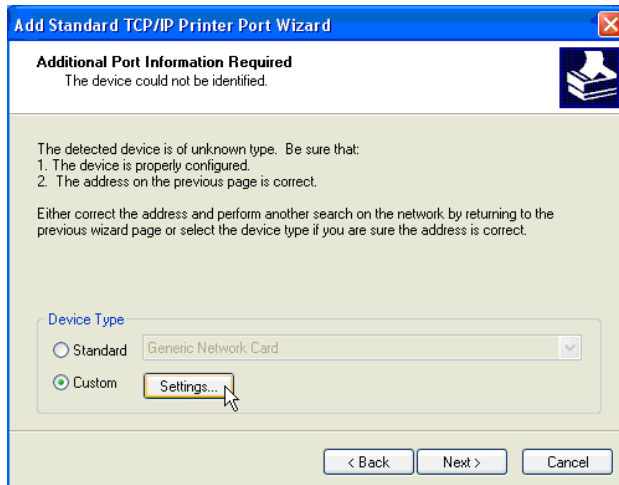 Add Standard TCP/IP Printer Port Wizard
Additional Port Information Required
The device could not be identified.
The detected device is of unknown type. Be sure that:
1. The device is properly configured.
2. The address on the previous page is correct.
Either correct the address and perform another search on the network by returning to the
previous wizard page or select the device type if you are sure the address is correct.
Device Type
Standard
Generic Network Card
Custom
Settings...
< Back
Next >
Cancel